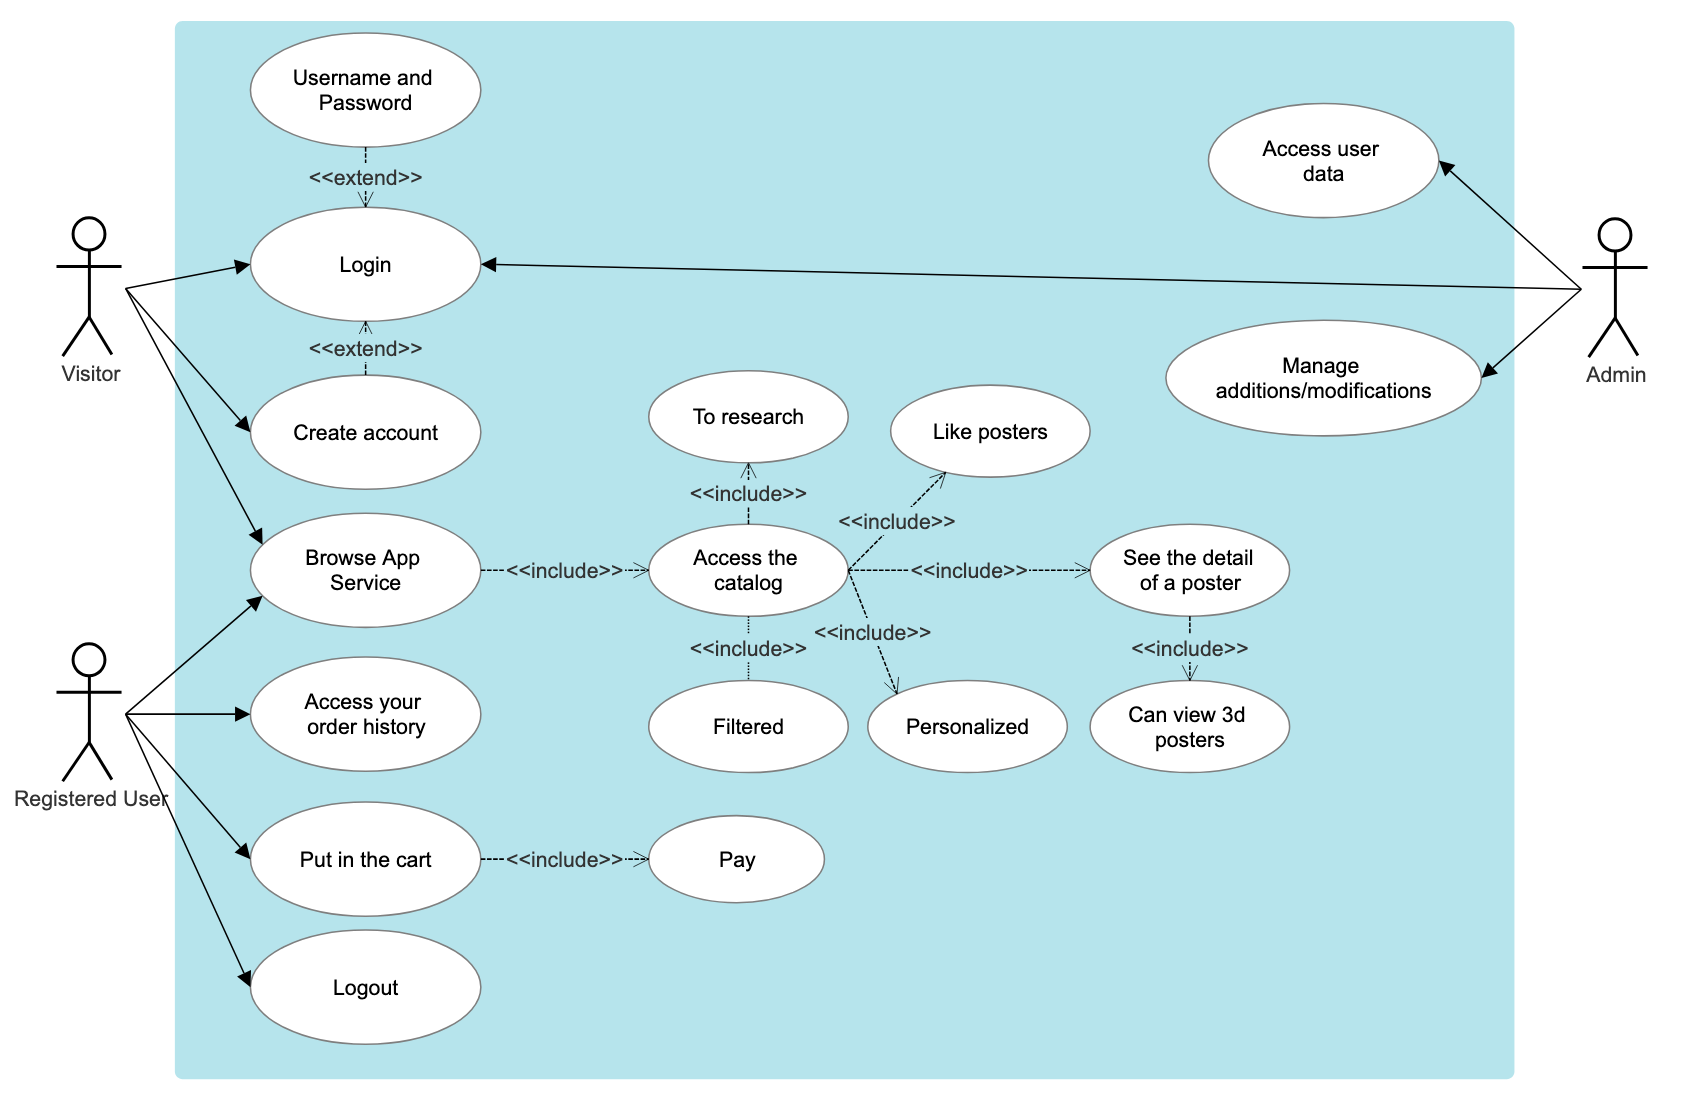 Username and
Password
<<extend>>
Access user
data
Login
<<extend>>
Visitor
Admin
Manage
additions/modifications
Create account
To research
Like posters
<<include>>
<<include>>
Browse App
Service
<<include>>
Access the
catalog
<<include>>
See the detail
of a poster
<<include>>
<<include>>
<<include>>
Access your
order history
Filtered
Personalized
Can view 3d
posters
Registered User
Put in the cart
<<include>>
Pay
Logout